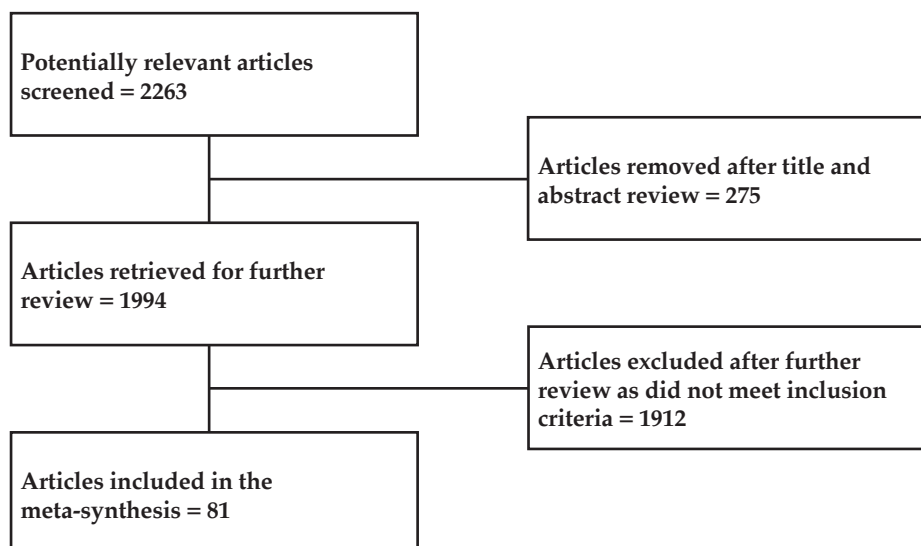 Potentially relevant articles
screened = 2263
Articles removed after title and
abstract review = 275
Articles retrieved for further
review = 1994
Articles excluded after further
review as did not meet inclusion
criteria = 1912
Articles included in the
meta-synthesis = 81